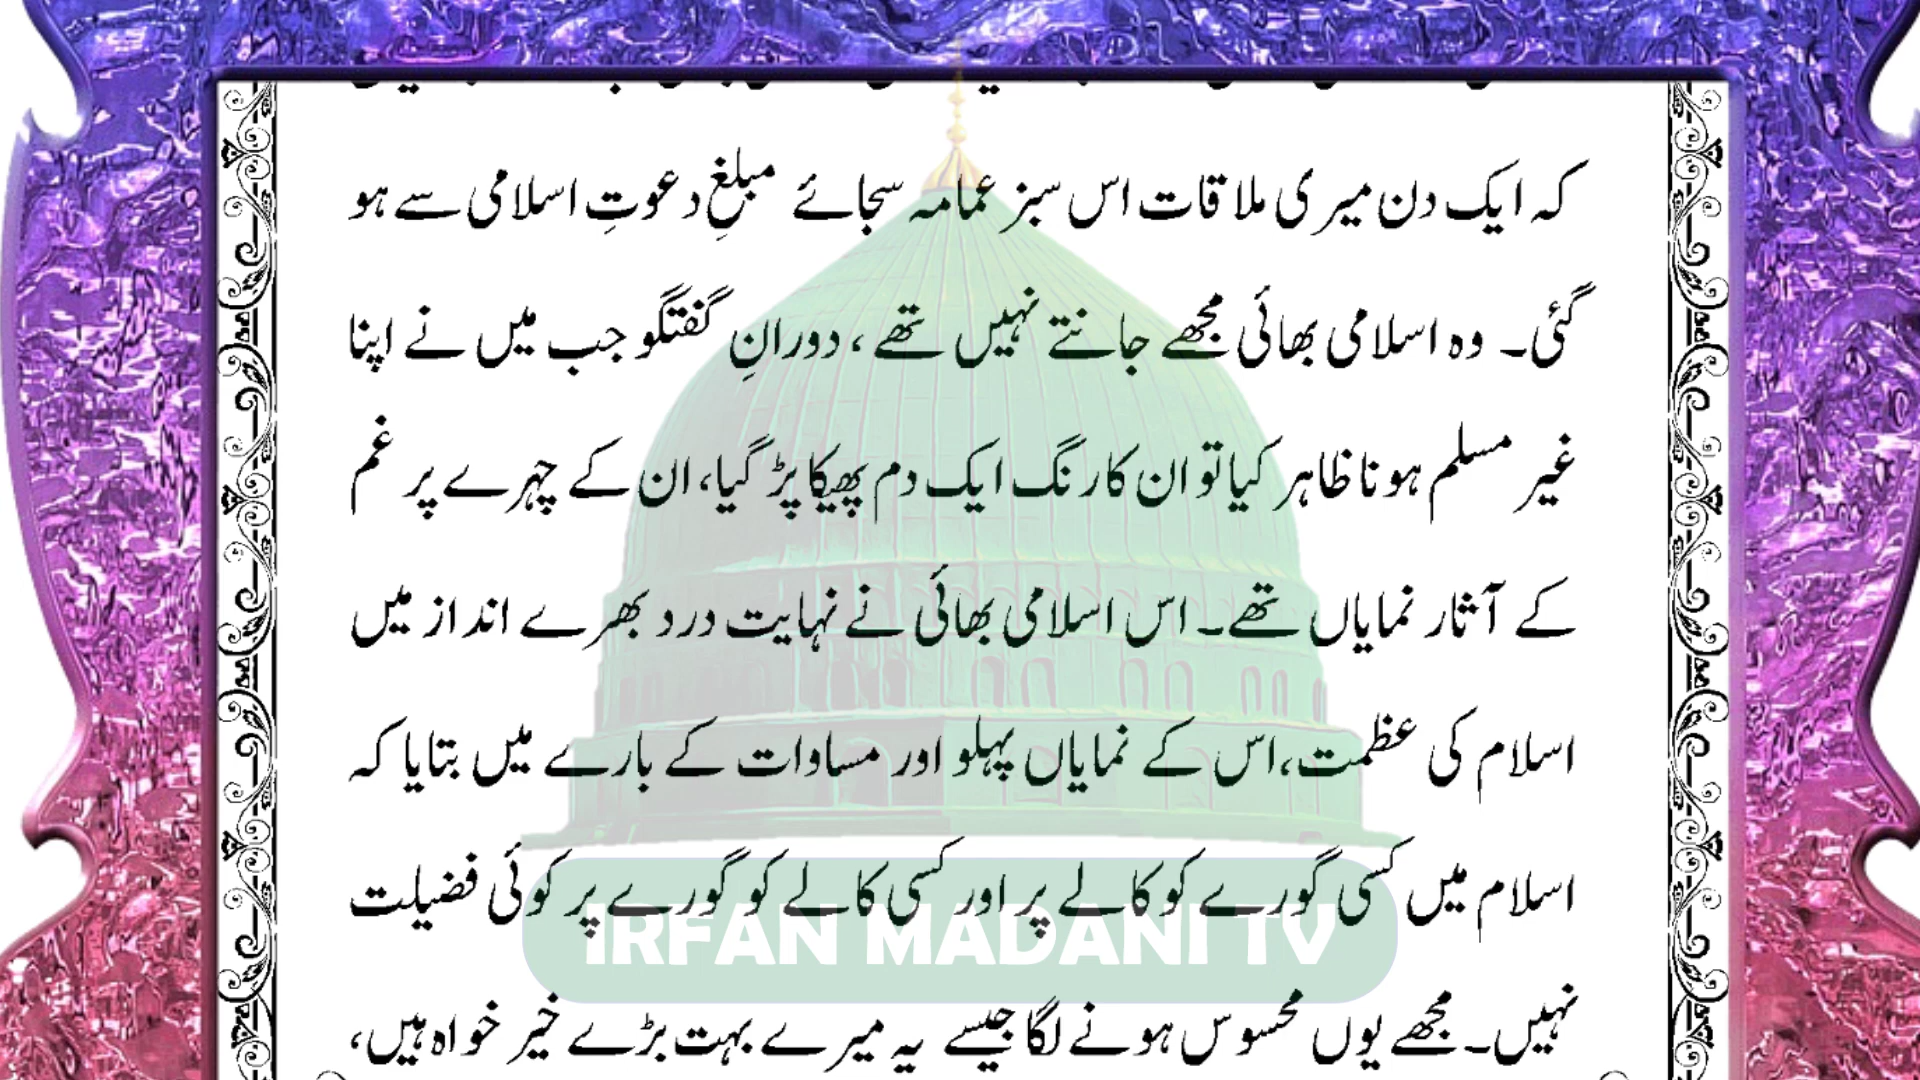 کہ ایک دن میری ملاقات اس سبز عمامہ سجائے مبلغِ دعوتِ اسلامی سے ہو
گئی۔ وہ اسلامی بھائی مجھے جانتے نہیں تھے، دورانِ گفتگو جب میں نے اپنا
غیر مسلم ہونا ظاہر کیا تو ان کا رنگ ایک دم پھیکا پڑ گیا، ان کے چہرے پر غم
کے آثار نمایاں تھے۔ اس اسلامی بھائی نے نہایت درد بھرے انداز میں
اسلام کی عظمت، اس کے نمایاں پہلو اور مساوات کے بارے میں بتایا کہ
اسلام میں کسی گورے کو کالے پر اور کسی کالے کو گورے پر کوئی فضیلت
IRFAN MADANI TV
نہیں۔ مجھے یوں محسوس ہونے لگا جیسے یہ میرے بہت بڑے خیر خواہ ہیں،